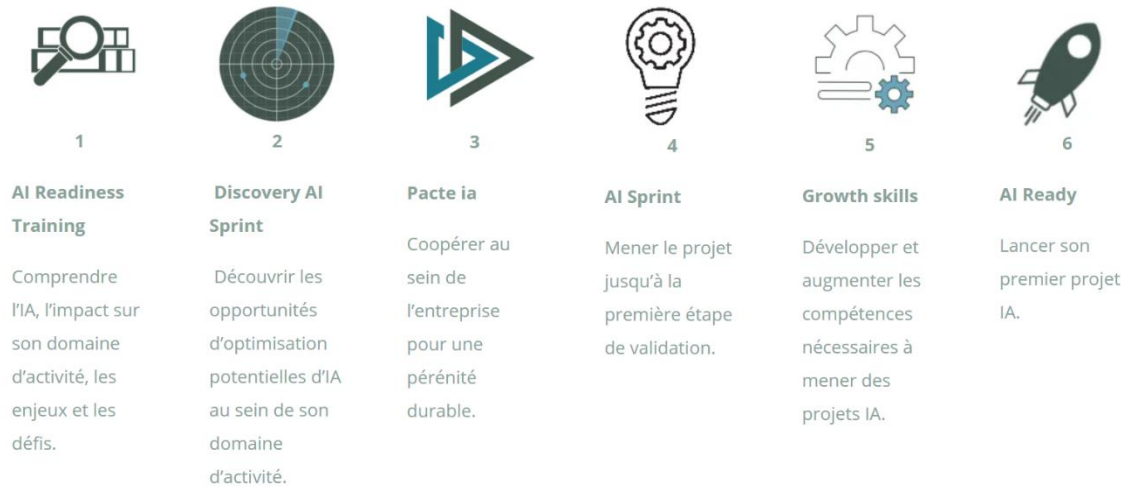 1
AI Readiness
Training
Comprendre
l'IA, l'impact sur
son domaine
d'activité, les
enjeux et les
défis.
2
Discovery AI
Sprint
Découvrir les
opportunités
d'optimisation
potentielles d'IA
au sein de son
domaine
d'activité.
3
Pacte ia
Coopérer au
sein de
l'entreprise
pour une
pérénité
durable.
4
AI Sprint
Mener le projet
jusqu'à la
première étape
de validation.
5
Growth skills
Développer et
augmenter les
compétences
nécessaires à
mener des
projets IA.
6
AI Ready
Lancer son
premier projet
IA.